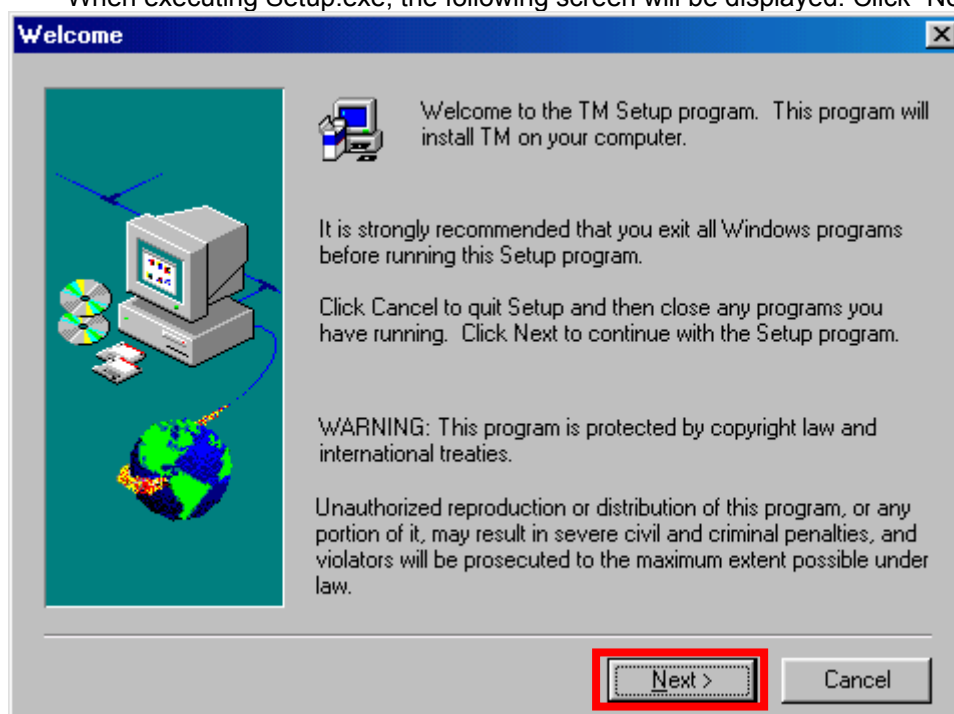 When executing Setup.exe, the following screen will be displayed. Click
Welcome
Welcome to the TM Setup program.  This program will
install TM on your computer.
It is strongly recommended that you exit all Windows programs
before running this Setup program.
Click Cancel to quit Setup and then close any programs you
have running.  Click Next to continue with the Setup program.
WARNING: This program is protected by copyright law and
international treaties.
Unauthorized reproduction or distribution of this program, or any
portion of it, may result in severe civil and criminal penalties, and
violators will be prosecuted to the maximum extent possible under
law.
Next >
Cancel